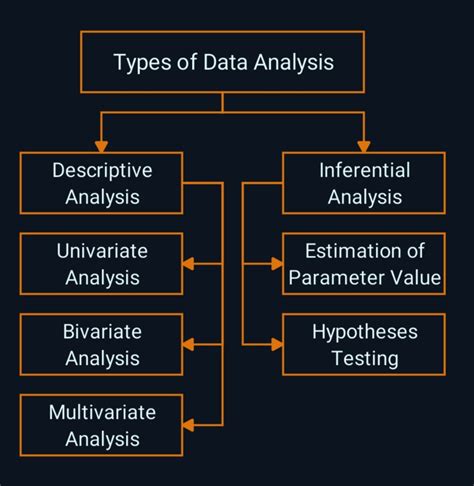 Types of Data Analysis
Descriptive
Analysis
Inferential
Analysis
Univariate
Analysis
Estimation of
Parameter Value
Bivariate
Analysis
Hypotheses
Testing
Multivariate
Analysis